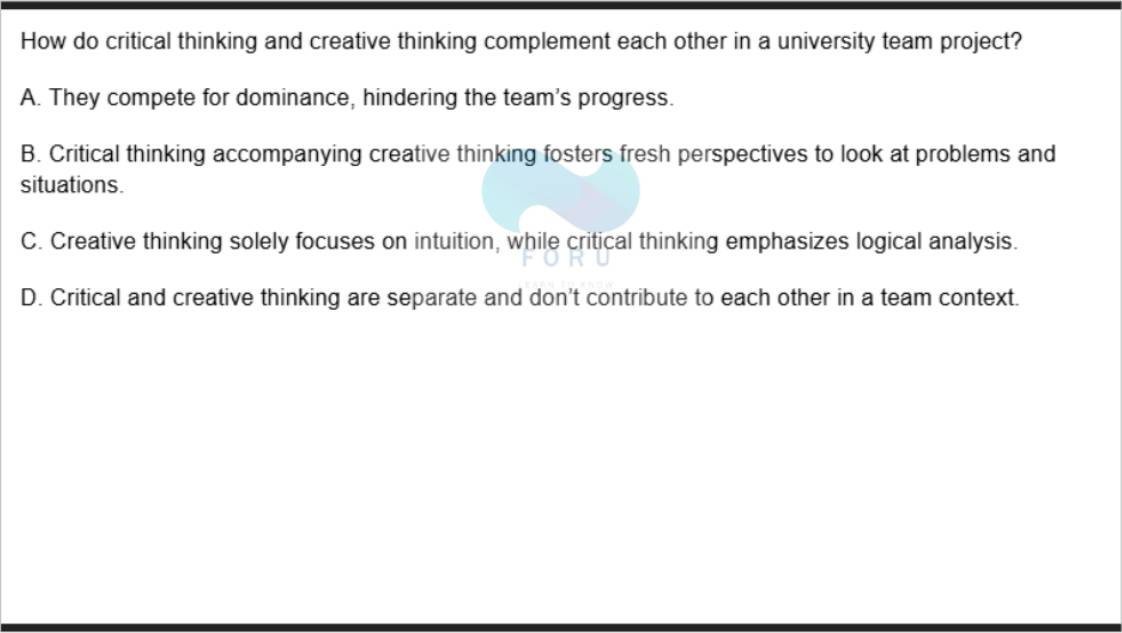 How do critical thinking and creative thinking complement each other in a university team project?
A. They compete for dominance, hindering the team's progress.
B. Critical thinking accompanying creative thinking fosters fresh perspectives to look at problems and
situations.
C. Creative thinking solely focuses on intuition, while critical thinking emphasizes logical analysis.
FORU
LEARN TO KNOW
D. Critical and creative thinking are separate and don't contribute to each other in a team context.